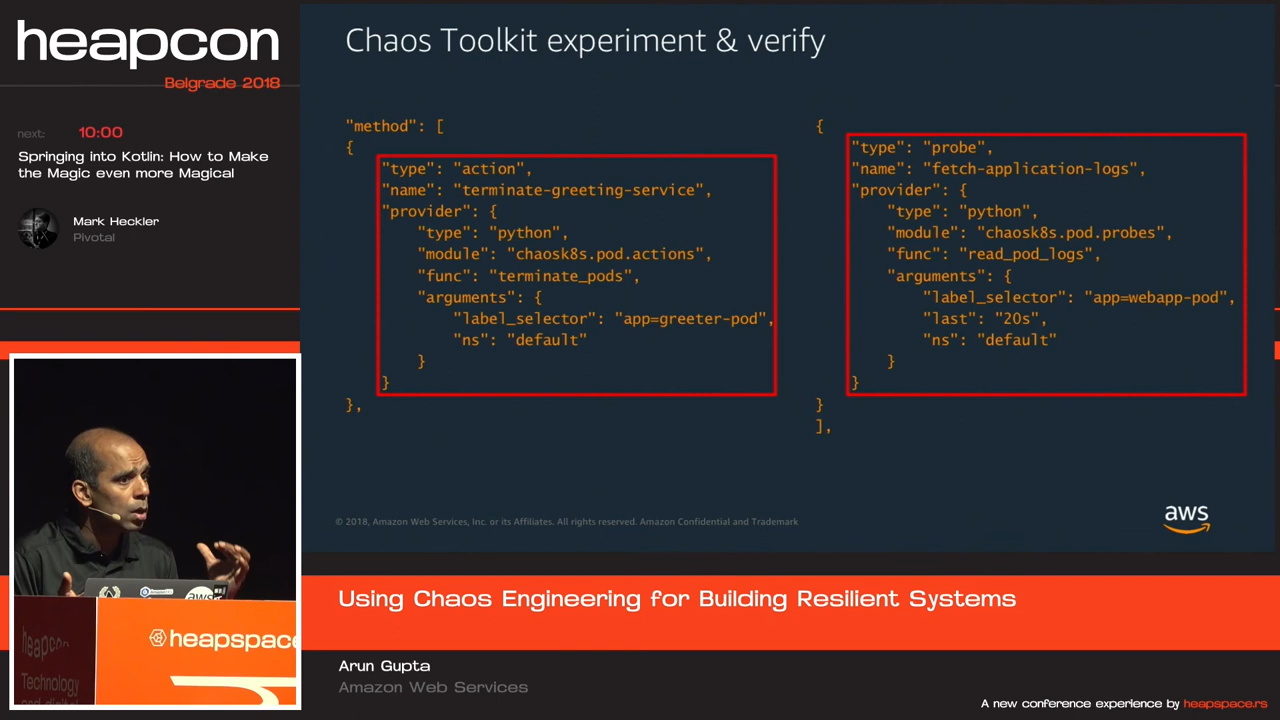 heapcon
Belgrade 2018
next: 10:00
Springing into Kotlin: How to Make
the Magic even more Magical
Mark Heckler
Pivotal
Chaos Toolkit experiment & verify
"method": [
{
"type": "action",
"name": "terminate-greeting-service",
"provider": {
"type": "python",
"module": "chaosk8s.pod.actions",
"func": "terminate_pods",
"arguments": {
"label_selector": "app=greeter-pod",
"ns": "default"
}
}
},
{
"type": "probe",
"name": "fetch-application-logs",
"provider": {
"type": "python",
"module": "chaosk8s.pod.probes",
"func": "read_pod_logs",
"arguments": {
"label_selector": "app=webapp-pod",
"last": "20s",
"ns": "default"
}
}
}
],
© 2018, Amazon Web Services, Inc. or its Affiliates. All rights reserved. Amazon Confidential and Trademark
aws
aws
heapspace
heapcon
Technology
and digital
Using Chaos Engineering for Building Resilient Systems
Arun Gupta
Amazon Web Services
A new conference experience by heapspace.rs